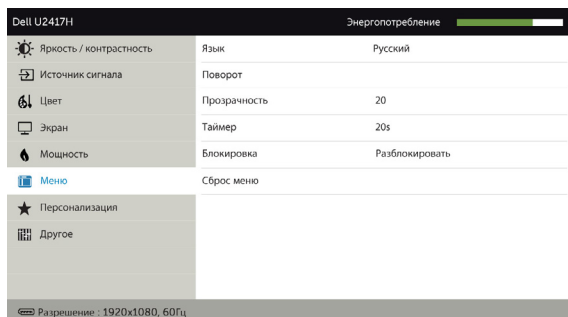 Dell U2417H Энергопотребление
Яркость / контрастность Язык Русский
Источник сигнала Поворот
Цвет Прозрачность 20
Экран Таймер 20s
Мощность Блокировка Разблокировать
Меню Сброс меню
Персонализация
Другое
Разрешение : 1920x1080, 60Гц